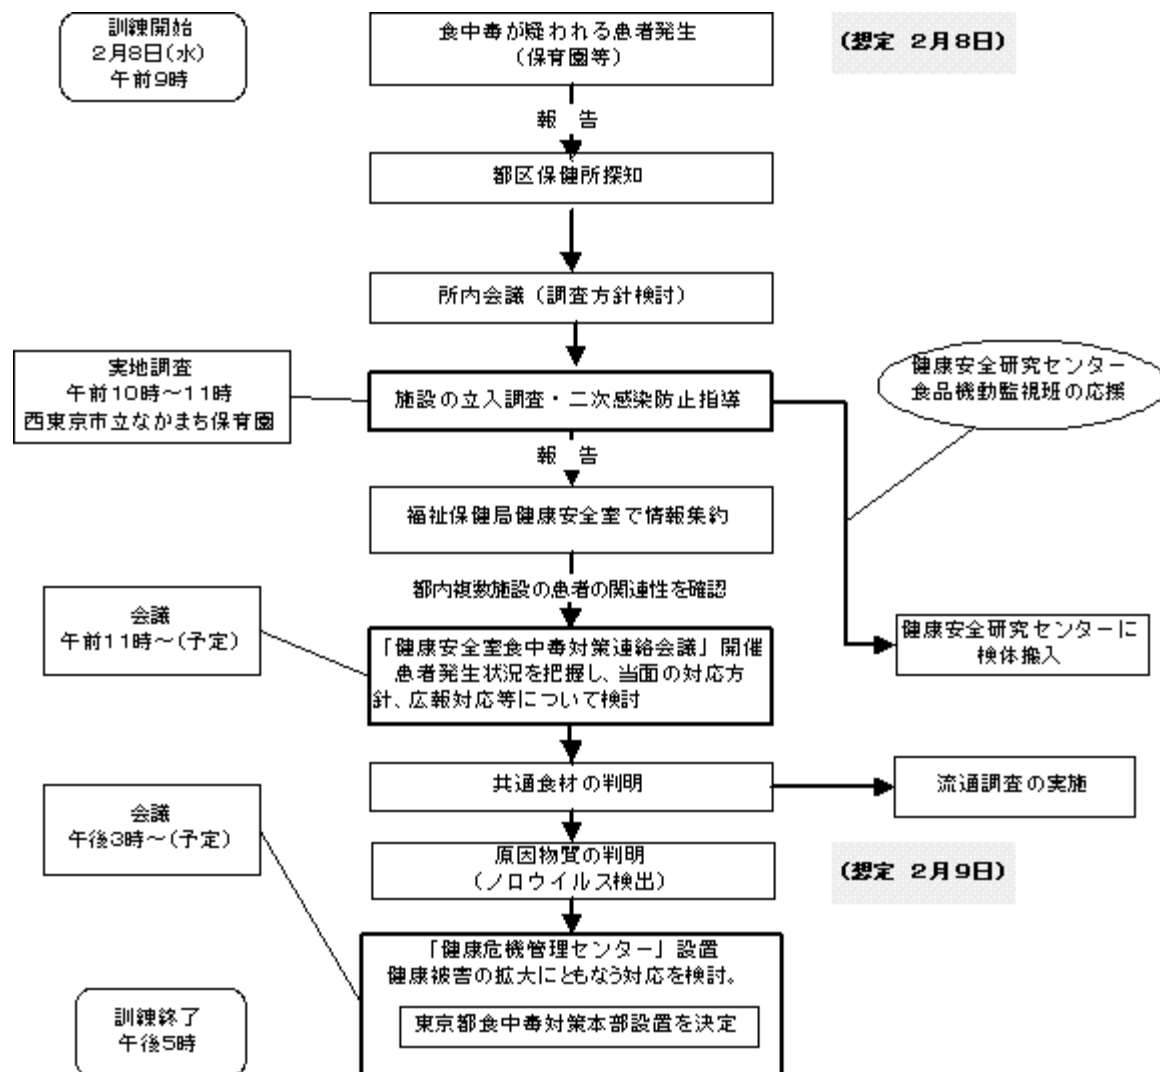 訓練開始
2月8日(水)
午前9時
食中毒が疑われる患者発生
(保育園等)
(想定 2月8日)
報 告
都区保健所探知
所内会議(調査方針検討)
実地調査
午前10時~11時
西東京市立なかまち保育園
施設の立入調査・二次感染防止指導
健康安全研究センター
食品機動監視班の応援
報 告
福祉保健局健康安全室で情報集約
都内複数施設の患者の関連性を確認
会議
午前11時~(予定)
「健康安全室食中毒対策連絡会議」開催
患者発生状況を把握し、当面の対応方
針、広報対応等について検討
健康安全研究センターに
検体搬入
共通食材の判明
流通調査の実施
会議
午後3時~(予定)
原因物質の判明
(ノロウイルス検出)
(想定 2月9日)
「健康危機管理センター」設置
健康被害の拡大にともなう対応を検討。
東京都食中毒対策本部設置を決定
訓練終了
午後5時